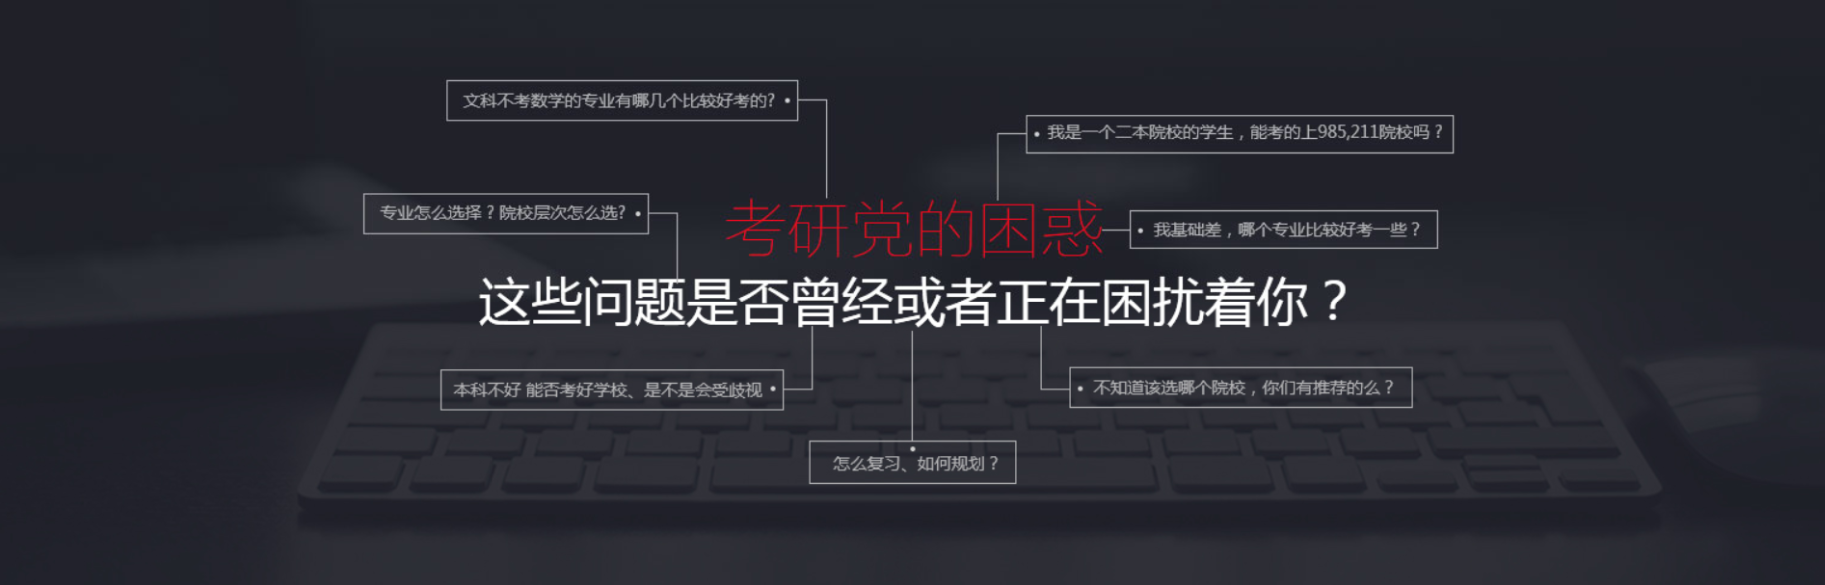 文科不考数学的专业有哪几个比较好考的?
我是一个二本院校的学生，能考的上985,211院校吗？
专业怎么选择？院校层次怎么选?
考研党的困惑
我基础差，哪个专业比较好考一些？
这些问题是否曾经或者正在困扰着你？
本科不好 能否考好学校、是不是会受歧视
不知道该选哪个院校，你们有推荐的么？
怎么复习、如何规划？